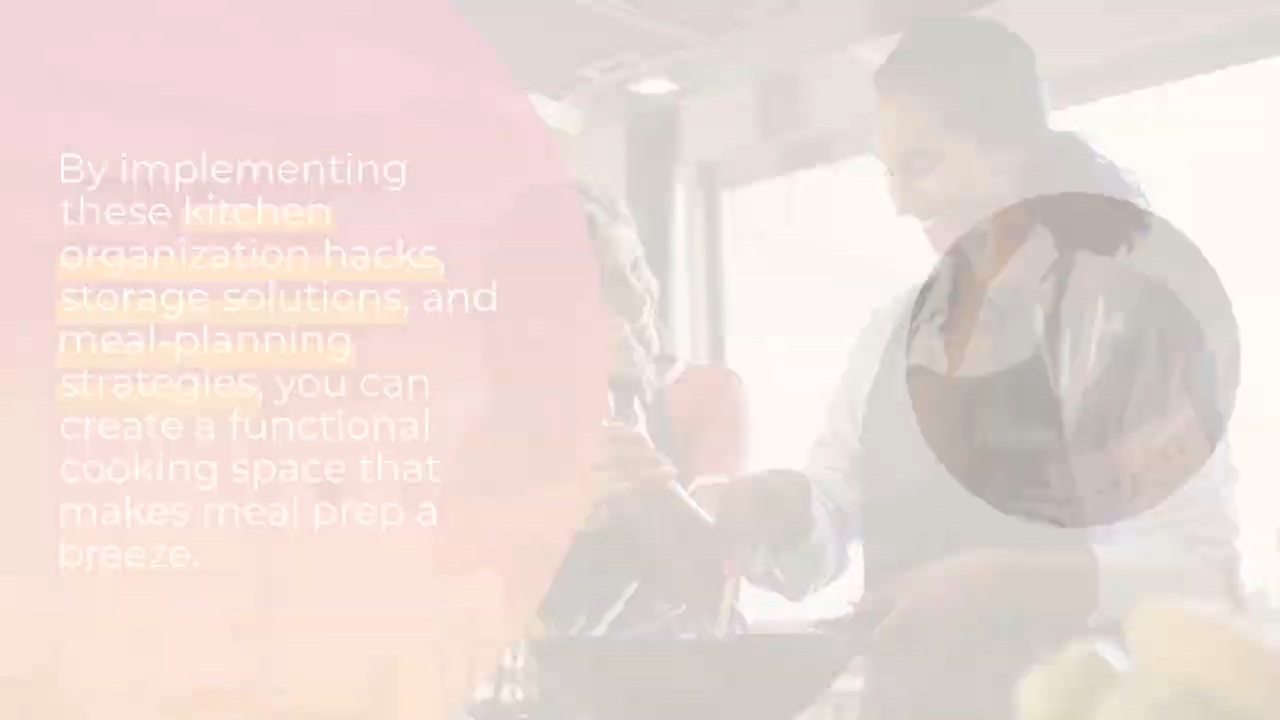 By implementing
these kitchen
organization hacks,
storage solutions, and
meal-planning
strategies, you can
create a functional
cooking space that
makes meal prep a
breeze.